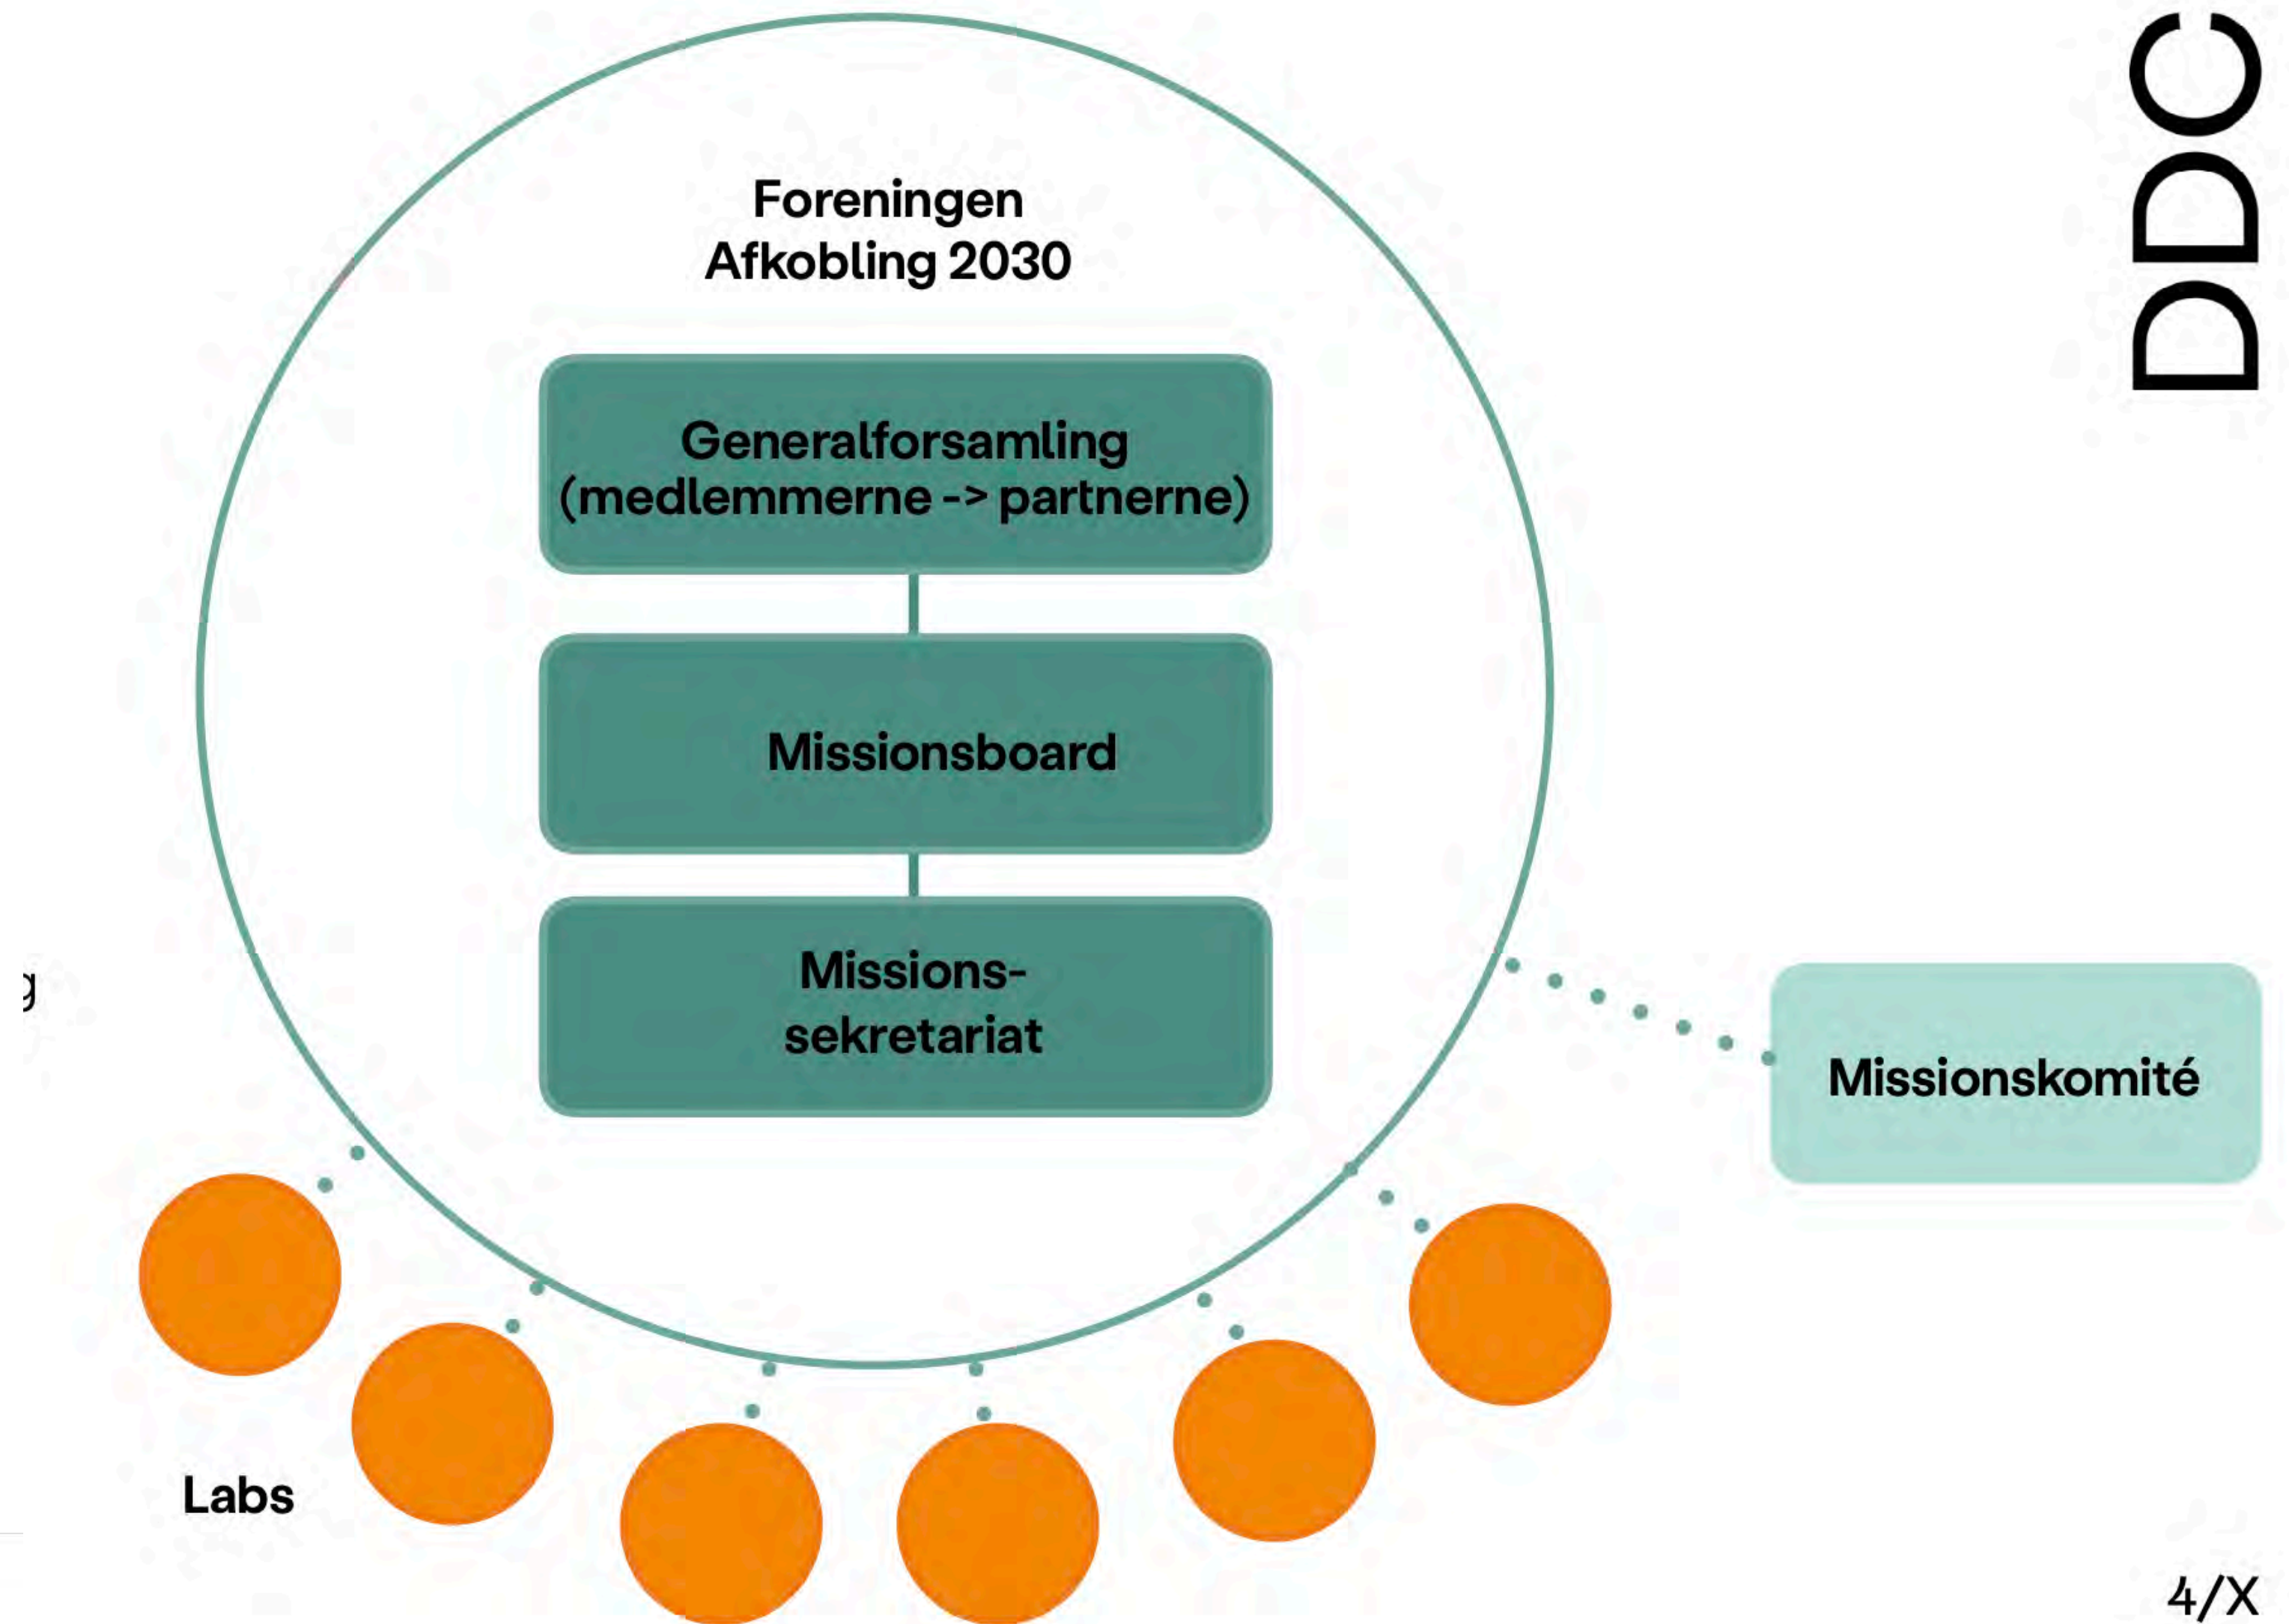 DDC
Foreningen
Afkobling 2030
Generalforsamling
(medlemmerne -> partnerne)
Missionsboard
Missions-
sekretariat
g
Missionskomité
Labs
4/X